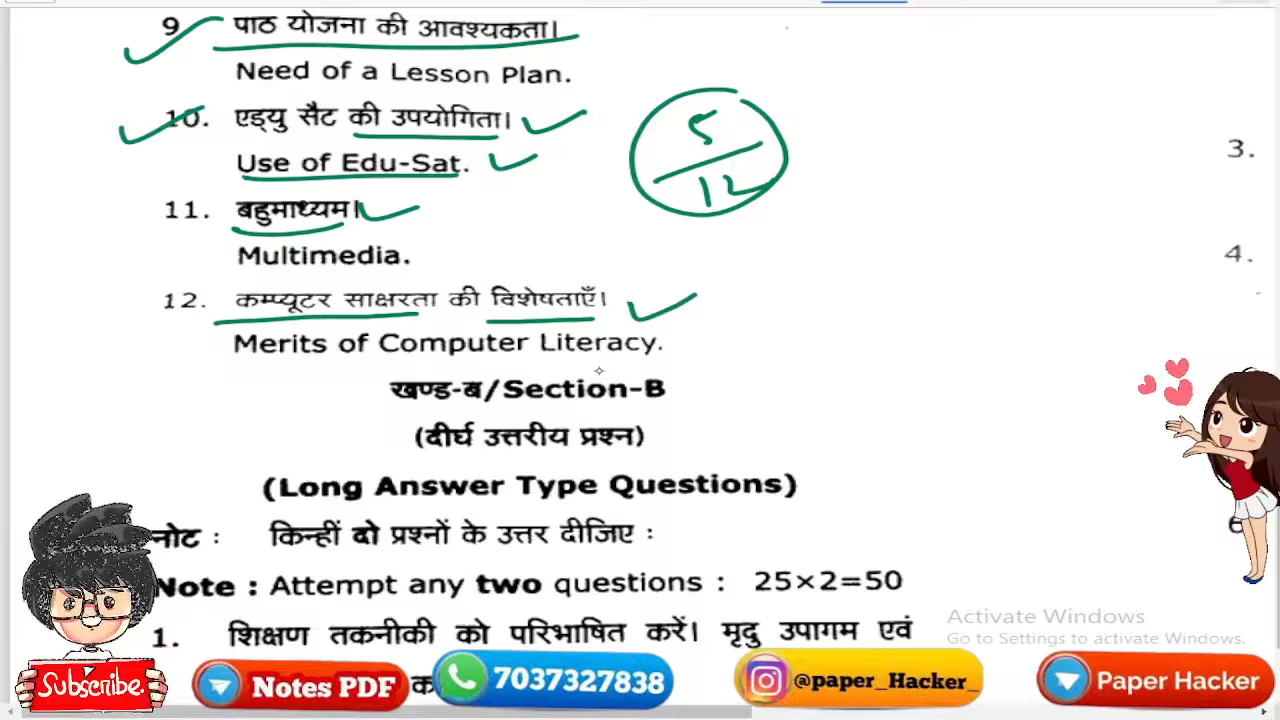 9 पाठ योजना की आवश्यकता।
Need of a Lesson Plan.
10. एड्यु सैट की उपयोगिता।
Use of Edu-Sat.
5
12
3.
11. बहुमाध्यम।
Multimedia.
4.
12. कम्प्यूटर साक्षरता की विशेषताएँ।
Merits of Computer Literacy.
खण्ड-ब/Section-B
(दीर्घ उत्तरीय प्रश्न)
(Long Answer Type Questions)
नोट : किन्हीं दो प्रश्नों के उत्तर दीजिए :
Note : Attempt any two questions : 25×2=50
Activate Windows
Go to Settings to activate Windows.
1. शिक्षण तकनीकी को परिभाषित करें। मृदु उपागम एवं
Subscribe.
Notes PDF
7037327838
@paper_Hacker_
Paper Hacker